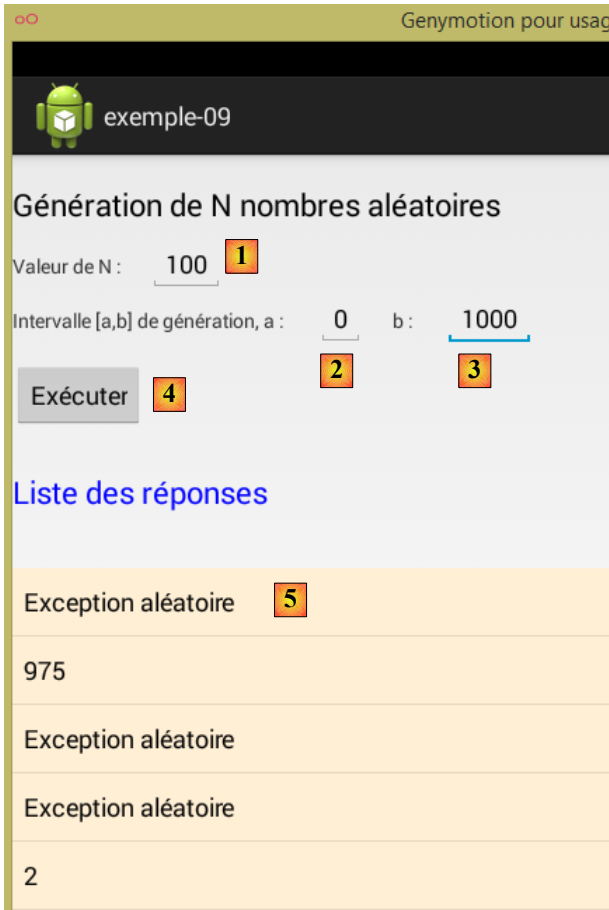 Genymotion pour usag
exemple-09
Génération de N nombres aléatoires
Valeur de N : 100 1
Intervalle [a,b] de génération, a : 0 b : 1000
2 3
Exécuter 4
Liste des réponses
Exception aléatoire 5
975
Exception aléatoire
Exception aléatoire
2